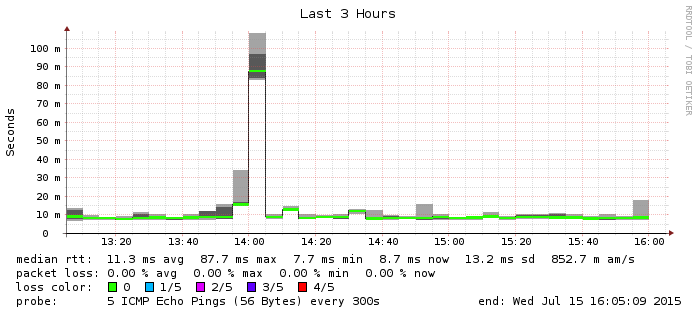 Last 3 Hours
RRDTOOL / TOBI OETIKER
Seconds
100 m
90 m
80 m
70 m
60 m
50 m
40 m
30 m
20 m
10 m
0
13:20 13:40 14:00 14:20 14:40 15:00 15:20 15:40 16:00
median rtt: 11.3 ms avg 87.7 ms max 7.7 ms min 8.7 ms now 13.2 ms sd 852.7 m am/s
packet loss: 0.00 % avg 0.00 % max 0.00 % min 0.00 % now
loss color: 0 1/5 2/5 3/5 4/5
probe: 5 ICMP Echo Pings (56 Bytes) every 300s end: Wed Jul 15 16:05:09 2015